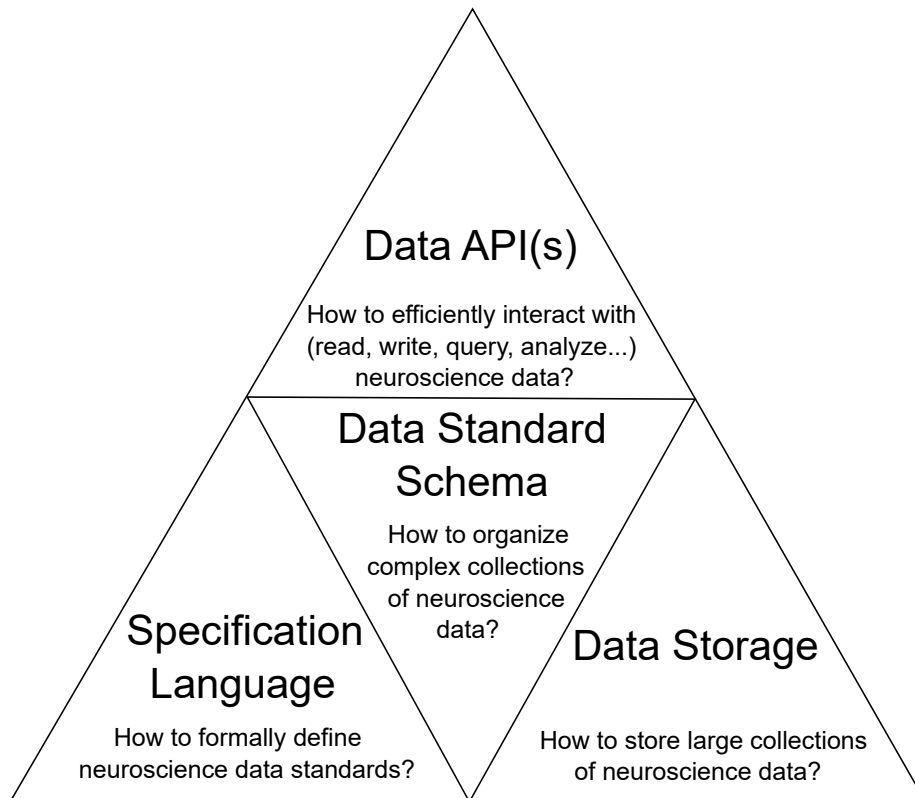 Data API(s)
How to efficiently interact with
(read, write, query, analyze...)
neuroscience data?
Data Standard
Schema
How to organize
complex collections
of neuroscience
data?
Specification
Language
How to formally define
neuroscience data standards?
Data Storage
How to store large collections
of neuroscience data?